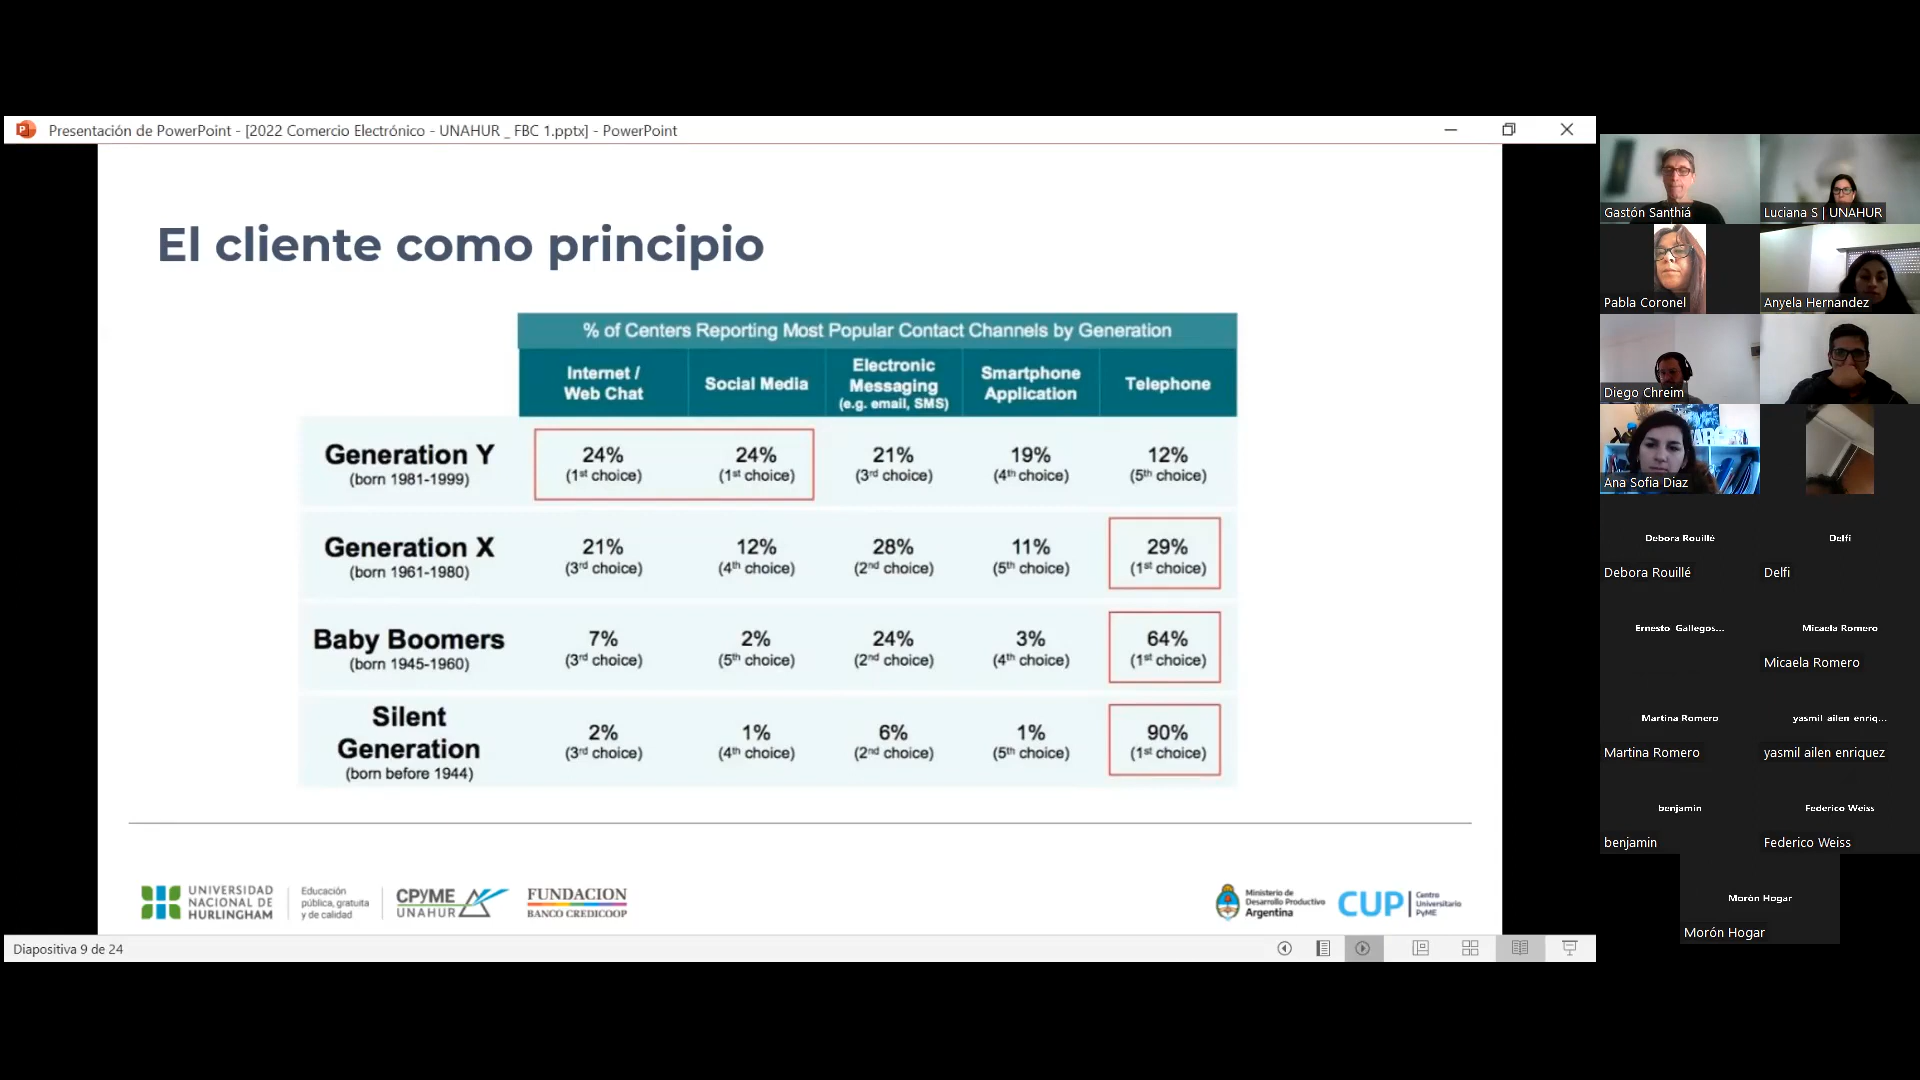 Presentación de PowerPoint - [2022 Comercio Electrónico - UNAHUR _ FBC 1.pptx] - PowerPoint
El cliente como principio
% of Centers Reporting Most Popular Contact Channels by Generation
Internet / Web Chat
Social Media
Electronic Messaging (e.g. email, SMS)
Smartphone Application
Telephone
Generation Y
(born 1981-1999)
24% 24% 21% 19% 12%
(1st choice) (1st choice) (3rd choice) (4th choice) (5th choice)
Generation X
(born 1961-1980)
21% 12% 28% 11% 29%
(3rd choice) (4th choice) (2nd choice) (5th choice) (1st choice)
Baby Boomers
(born 1945-1960)
7% 2% 24% 3% 64%
(3rd choice) (5th choice) (2nd choice) (4th choice) (1st choice)
Silent
Generation
(born before 1944)
2% 1% 6% 1% 90%
(3rd choice) (4th choice) (2nd choice) (5th choice) (1st choice)
UNIVERSIDAD
NACIONAL DE
HURLINGHAM
Educación
pública, gratuita
y de calidad
CPyME
UNAHUR
FUNDACION
BANCO CREDICOOP
Ministerio de
Desarrollo Productivo
Argentina
CUP
Centro
Universitario
PyME
Diapositiva 9 de 24
Gastón Santhiá
Luciana S | UNAHUR
Pabla Coronel
Anyela Hernandez
Diego Chreim
Ana Sofia Diaz
Debora Rouillé
Delfi
Debora Rouillé
Delfi
Ernesto Gallegos...
Micaela Romero
Micaela Romero
Martina Romero
yasmil ailen enriq...
Martina Romero
yasmil ailen enriquez
benjamin
Federico Weiss
benjamin
Federico Weiss
Morón Hogar
Morón Hogar